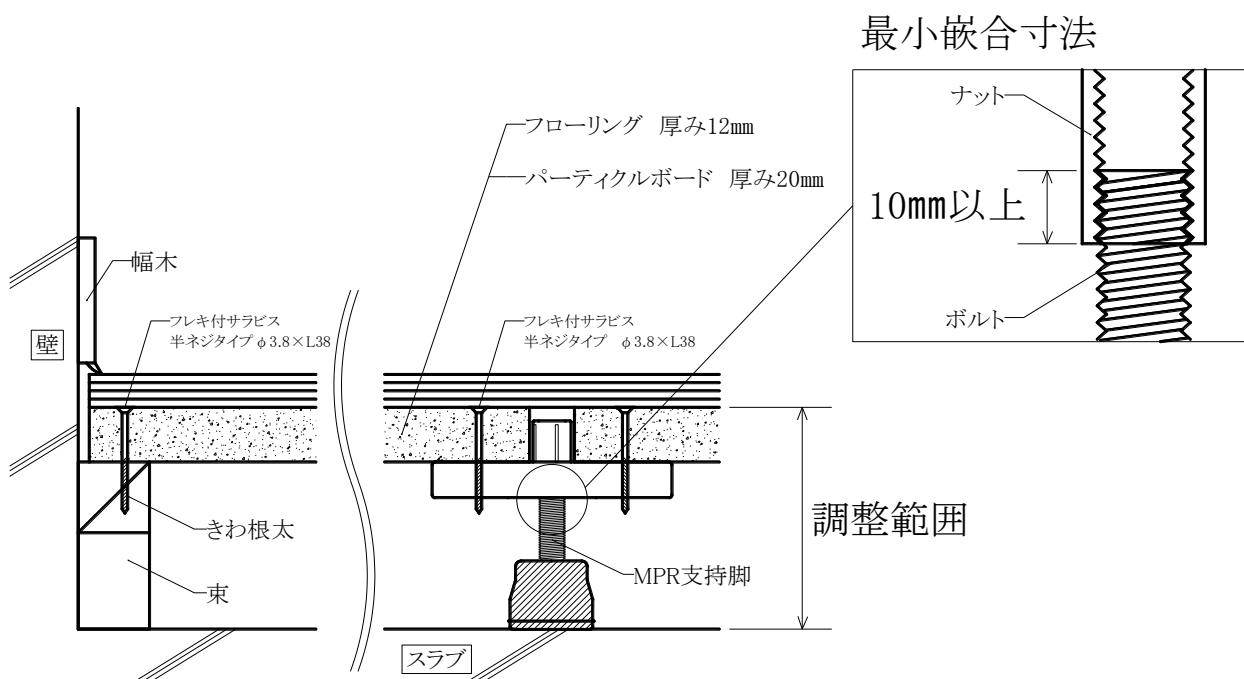 最小嵌合寸法
ナット
フローリング 厚み12mm
パーティクルボード 厚み20mm
10mm以上
幅木
ボルト
フレキ付サラビス
半ネジタイプ φ3.8×L38
フレキ付サラビス
半ネジタイプ φ3.8×L38
壁
きわ根太
調整範囲
MPR支持脚
束
スラブ